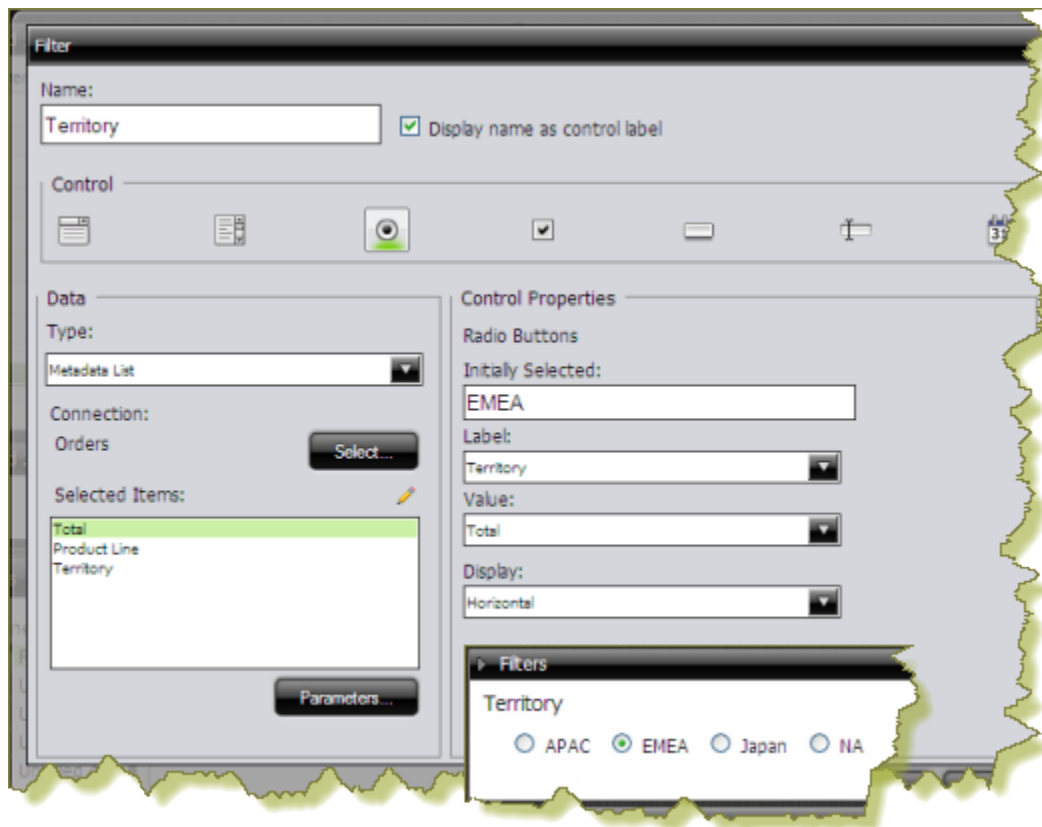 Filter
Name:
Territory
Display name as control label
Control
31
Data
Type:
Metadata List
Connection:
Orders
Select...
Selected Items:
Total
Product Line
Territory
Parameters...
Control Properties
Radio Buttons
Initially Selected:
EMEA
Label:
Territory
Value:
Total
Display:
Horizontal
Filters
Territory
APAC EMEA Japan NA